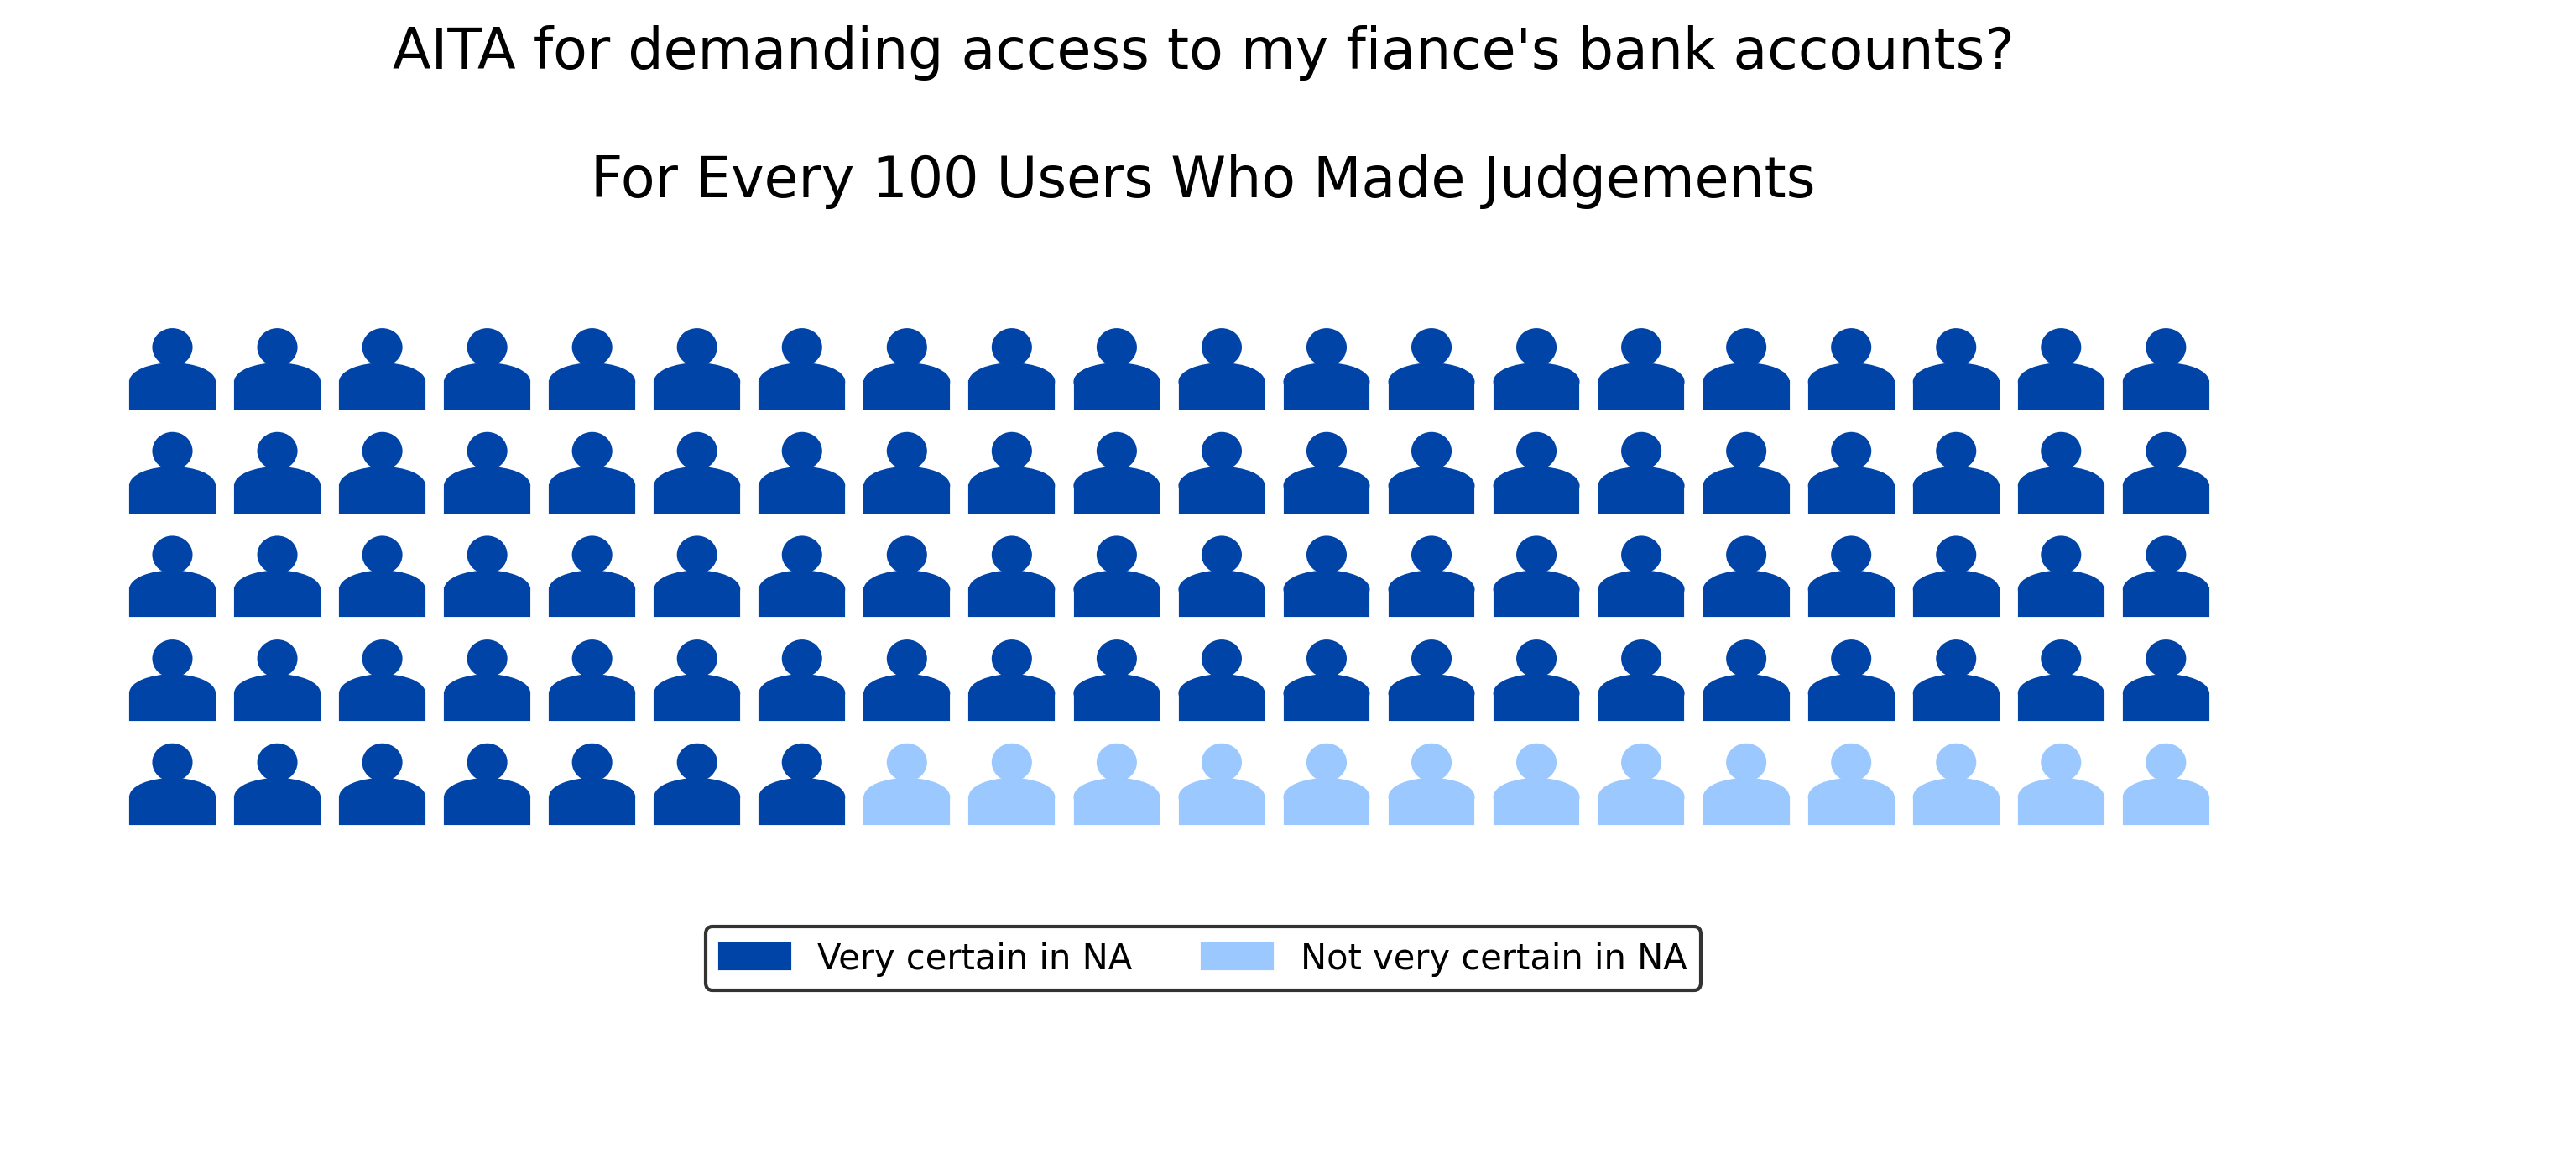 AITA for demanding access to my fiance's bank accounts?
For Every 100 Users Who Made Judgements
Very certain in NA
Not very certain in NA